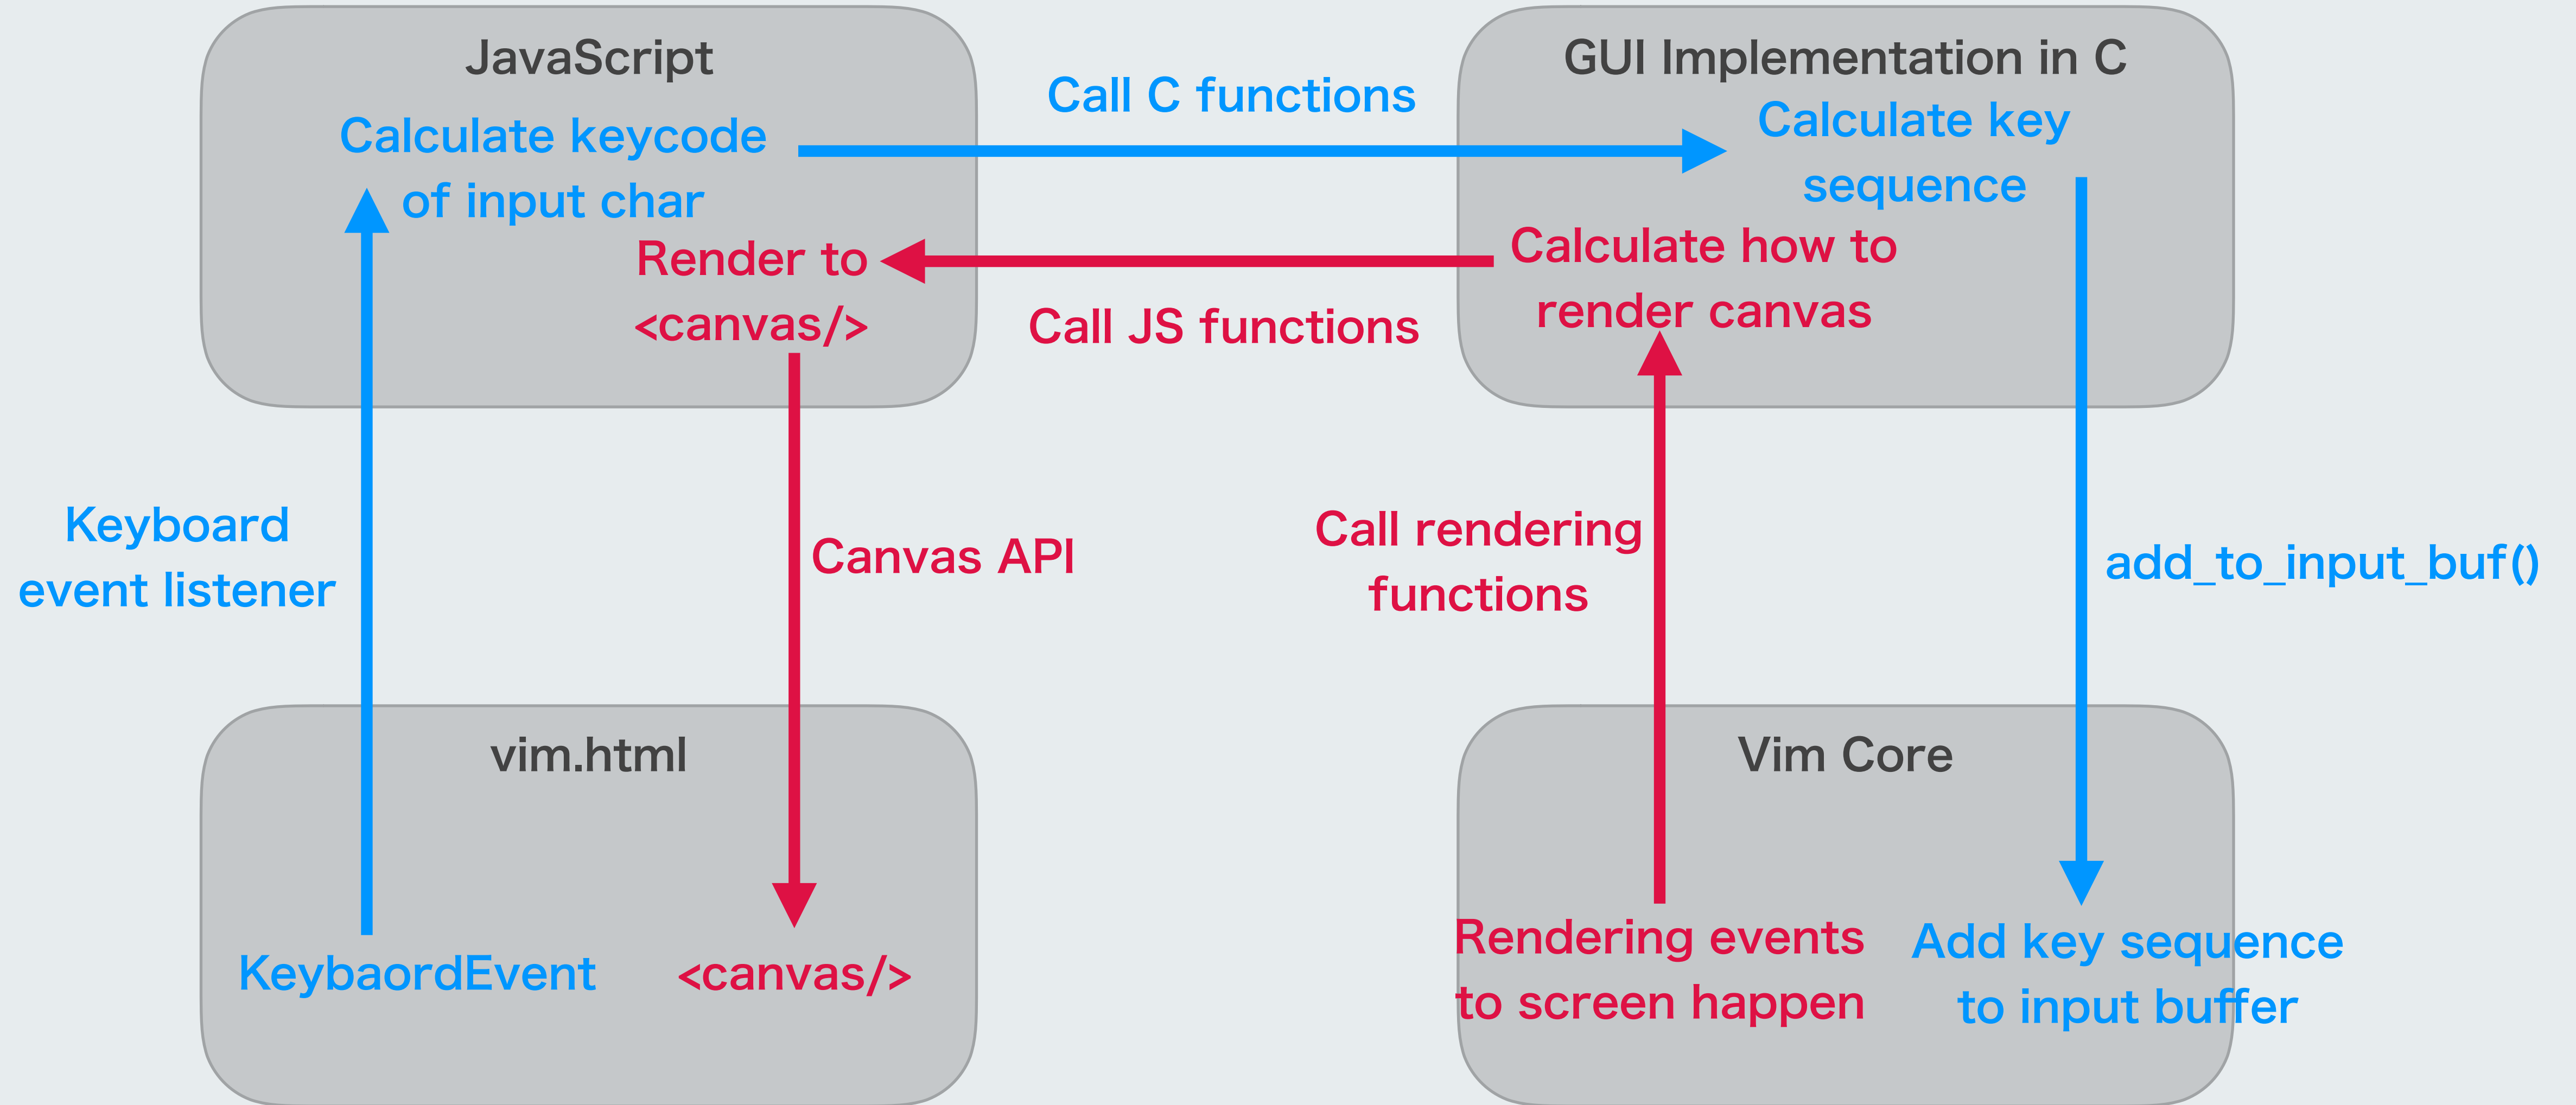 JavaScript
Calculate keycode
of input char
Render to
<canvas/>
Call C functions
Call JS functions
GUI Implementation in C
Calculate key
sequence
Calculate how to
render canvas
Keyboard
event listener
Canvas API
Call rendering
functions
add_to_input_buf()
vim.html
KeybaordEvent
<canvas/>
Vim Core
Rendering events
to screen happen
Add key sequence
to input buffer